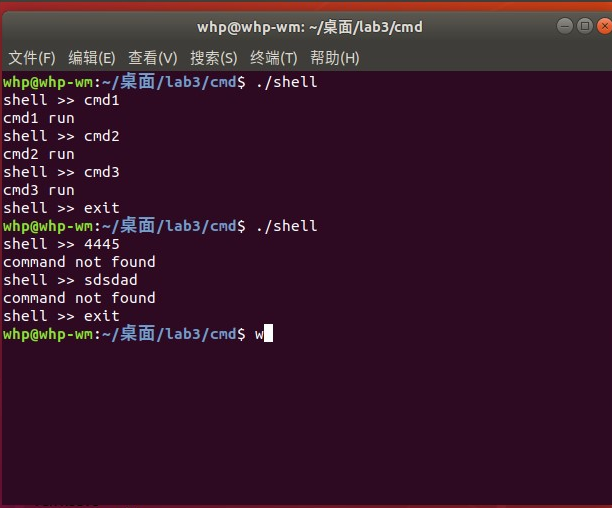 whp@whp-wm: ~/桌面/lab3/cmd
文件(F) 编辑(E) 查看(V) 搜索(S) 终端(T) 帮助(H)
whp@whp-wm:~/桌面/lab3/cmd$ ./shell
shell >> cmd1
cmd1 run
shell >> cmd2
cmd2 run
shell >> cmd3
cmd3 run
shell >> exit
whp@whp-wm:~/桌面/lab3/cmd$ ./shell
shell >> 4445
command not found
shell >> sdsdad
command not found
shell >> exit
whp@whp-wm:~/桌面/lab3/cmd$ w